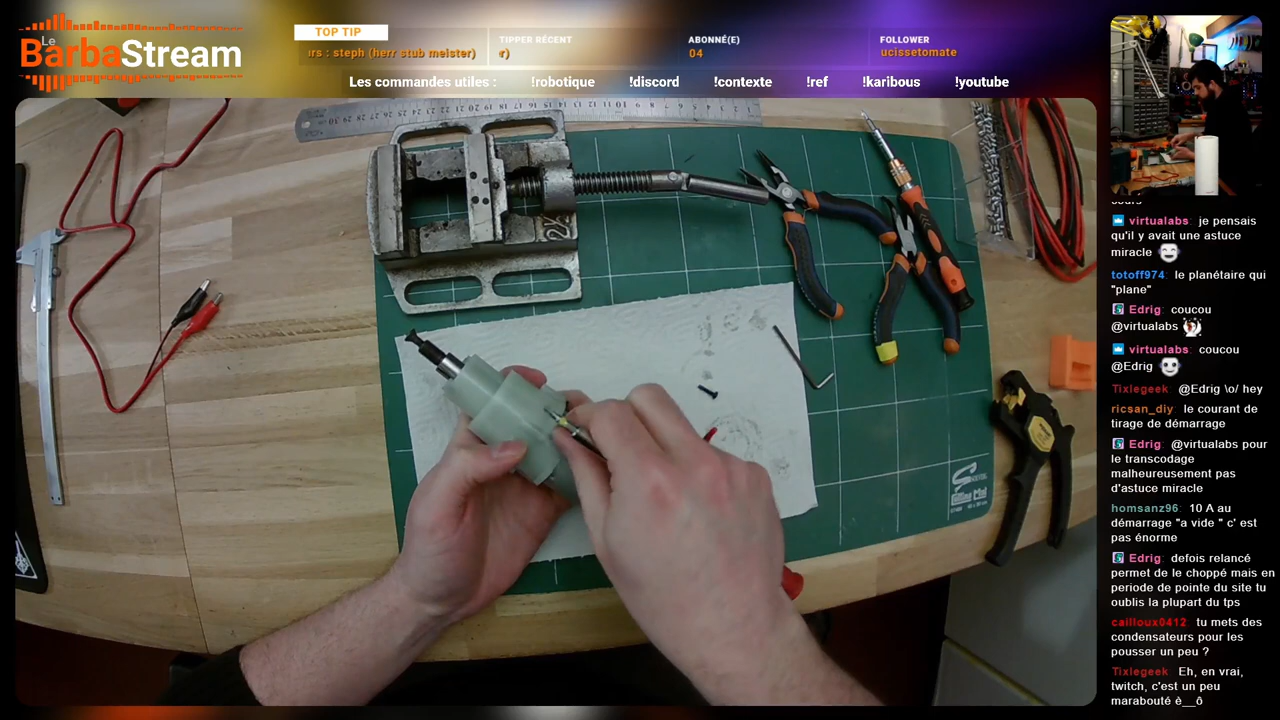 Le
BarbaStream
TOP TIP
ırs : steph (herr stub meister)
TIPPER RÉCENT
r)
ABONNÉ(E)
04
FOLLOWER
ucissetomate
Les commandes utiles : !robotique !discord !contexte !ref !karibous !youtube
cours
virtualabs: je pensais
qu'il y avait une astuce
miracle
totoff974: le planétaire qui
"plane"
Edrig: coucou
@virtualabs
virtualabs: coucou
@Edrig
Tixlegeek: @Edrig \o/ hey
ricsan_diy: le courant de
tirage de démarrage
Edrig: @virtualabs pour
le transcodage
malheureusement pas
d'astuce miracle
homsanz96: 10 A au
démarrage "a vide " c' est
pas énorme
Edrig: defois relancé
permet de le choppé mais en
periode de pointe du site tu
oublis la plupart du tps
cailloux0412: tu mets des
condensateurs pour les
pousser un peu ?
Tixlegeek: Eh, en vrai,
twitch, c'est un peu
marabouté è__ô